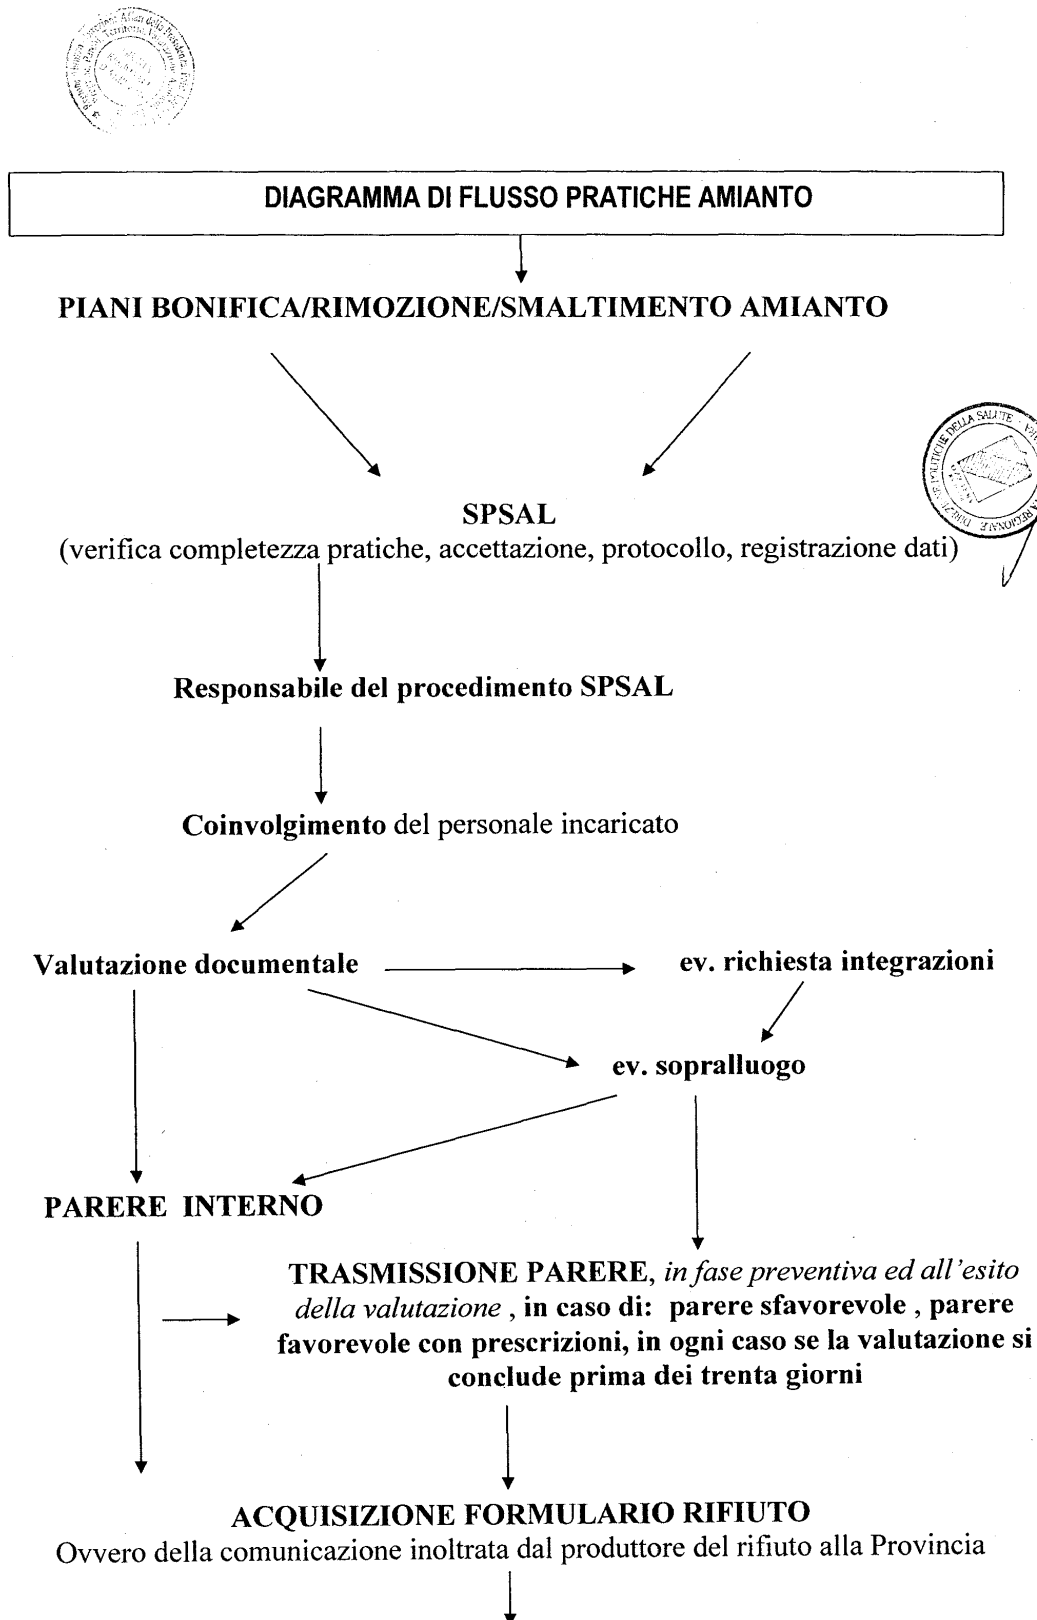 DIAGRAMMA DI FLUSSO PRATICHE AMIANTO
PIANI BONIFICA/RIMOZIONE/SMALTIMENTO AMIANTO
DELLA SALUTE
POLITICHE
REGIONALE
SPSAL
(verifica completezza pratiche, accettazione, protocollo, registrazione dati)
Responsabile del procedimento SPSAL
Coinvolgimento del personale incaricato
Valutazione documentale
ev. richiesta integrazioni
ev. sopralluogo
PARERE INTERNO
TRASMISSIONE PARERE, in fase preventiva ed all'esito
della valutazione , in caso di: parere sfavorevole , parere
favorevole con prescrizioni, in ogni caso se la valutazione si
conclude prima dei trenta giorni
ACQUISIZIONE FORMULARIO RIFIUTO
Ovvero della comunicazione inoltrata dal produttore del rifiuto alla Provincia